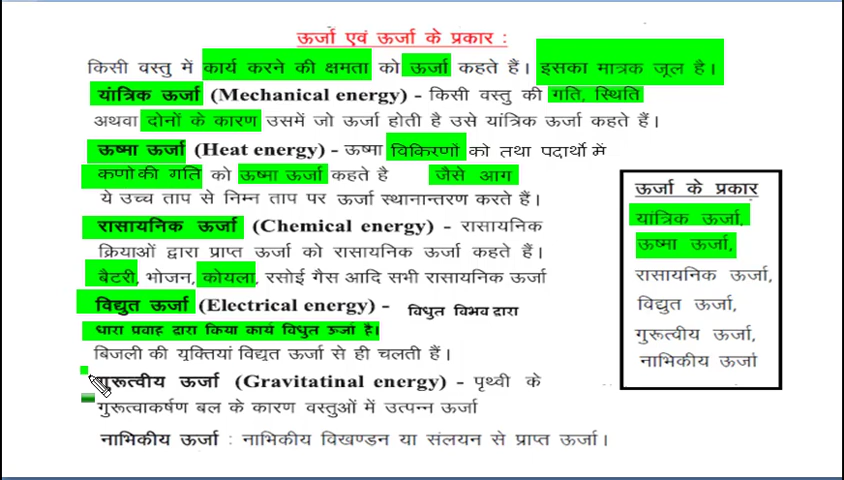 ऊर्जा एवं ऊर्जा के प्रकार :
किसी वस्तु में कार्य करने की क्षमता को ऊर्जा कहते हैं। इसका मात्रक जूल है।
यांत्रिक ऊर्जा (Mechanical energy) - किसी वस्तु की गति, स्थिति
अथवा दोनों के कारण उसमें जो ऊर्जा होती है उसे यांत्रिक ऊर्जा कहते हैं।
ऊष्मा ऊर्जा (Heat energy) - ऊष्मा विकिरणों को तथा पदार्थो में
कणो की गति को ऊष्मा ऊर्जा कहते है जैसे आग
ये उच्च ताप से निम्न ताप पर ऊर्जा स्थानान्तरण करते हैं।
रासायनिक ऊर्जा (Chemical energy) - रासायनिक
क्रियाओं द्वारा प्राप्त ऊर्जा को रासायनिक ऊर्जा कहते हैं।
बैटरी, भोजन, कोयला, रसोई गैस आदि सभी रासायनिक ऊर्जा
विद्युत ऊर्जा (Electrical energy) - विधुत विभव द्वारा
धारा प्रवाह द्वारा किया कार्य विधुत ऊर्जा है।
बिजली की युक्तियां विद्युत ऊर्जा से ही चलती हैं।
गुरूत्वीय ऊर्जा (Gravitatinal energy) - पृथ्वी के
गुरूत्वाकर्षण बल के कारण वस्तुओं में उत्पन्न ऊर्जा
नाभिकीय ऊर्जा : नाभिकीय विखण्डन या संलयन से प्राप्त ऊर्जा।
ऊर्जा के प्रकार
यांत्रिक ऊर्जा,
ऊष्मा ऊर्जा,
रासायनिक ऊर्जा,
विद्युत ऊर्जा,
गुरूत्वीय ऊर्जा,
नाभिकीय ऊर्जा